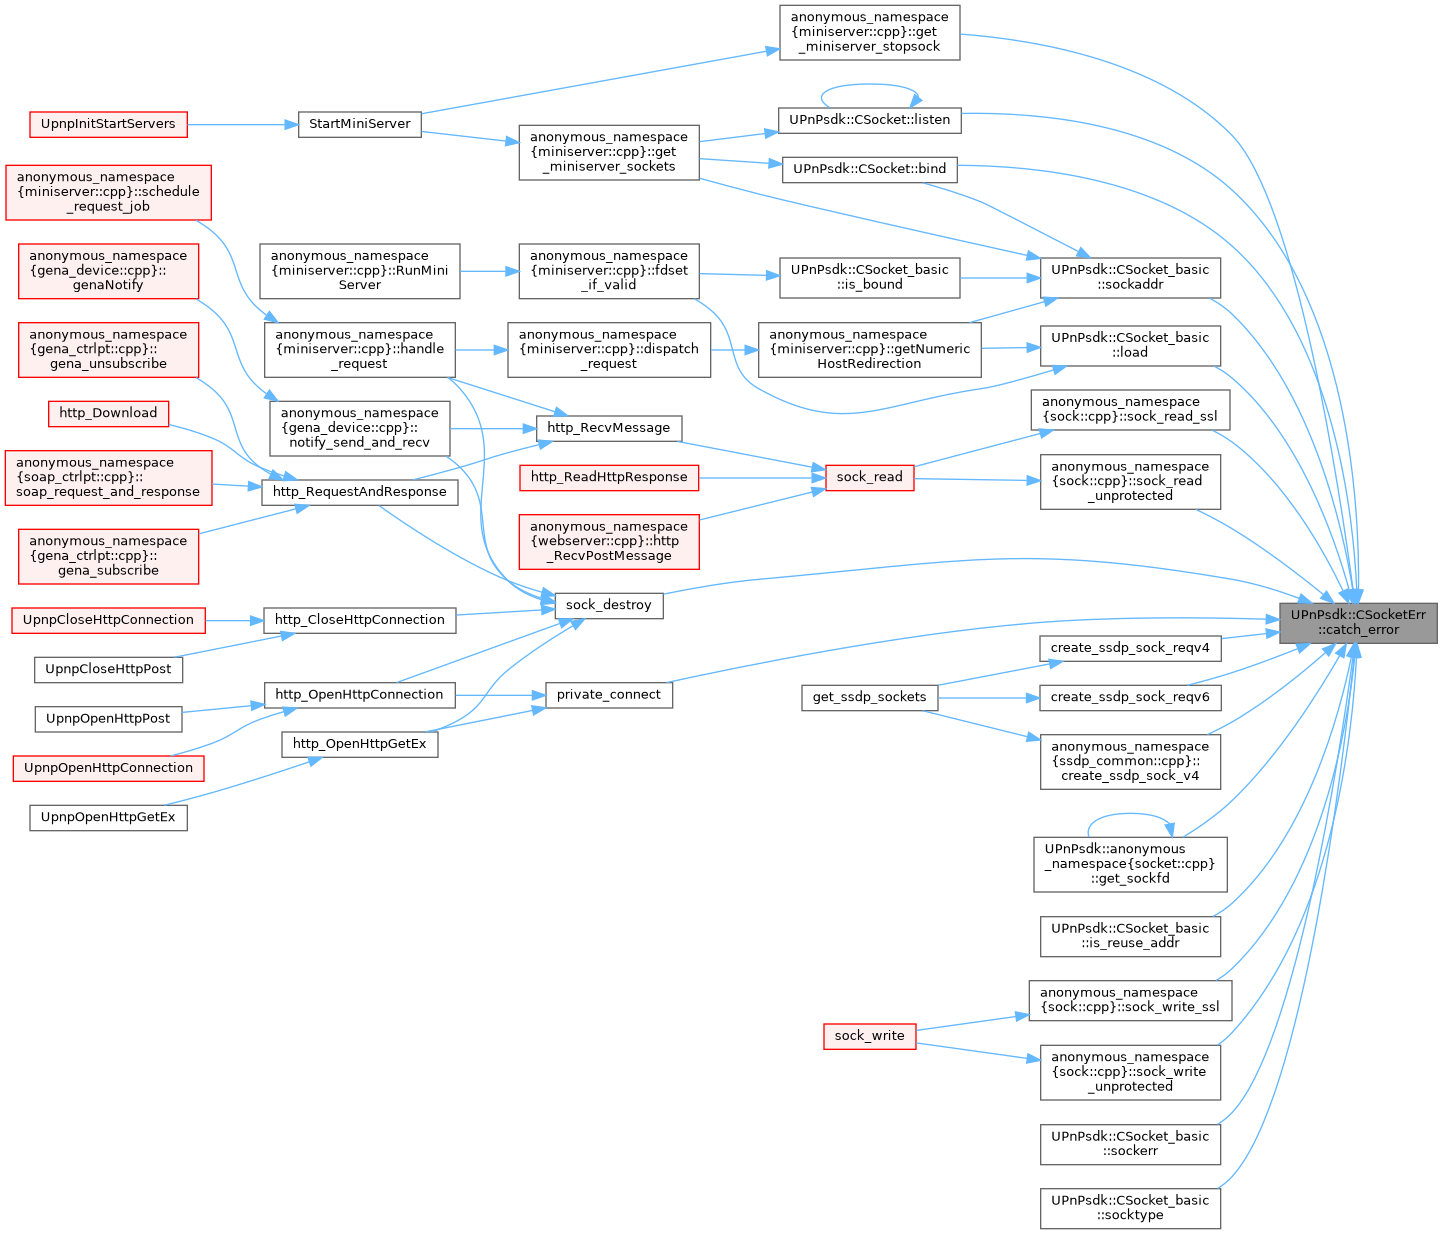 anonymous_namespace
{miniserver::cpp}::get
_miniserver_stopsock
UPnPsdk::CSocket::listen
UpnpInitStartServers
StartMiniServer
anonymous_namespace
{miniserver::cpp}::get
_miniserver_sockets
UPnPsdk::CSocket::bind
anonymous_namespace
{miniserver::cpp}::schedule
_request_job
anonymous_namespace
{gena_device::cpp}::
genaNotify
anonymous_namespace
{miniserver::cpp}::RunMini
Server
anonymous_namespace
{miniserver::cpp}::fdset
_if_valid
UPnPsdk::CSocket_basic
::is_bound
UPnPsdk::CSocket_basic
::sockaddr
anonymous_namespace
{gena_ctrlpt::cpp}::
gena_unsubscribe
anonymous_namespace
{miniserver::cpp}::handle
_request
anonymous_namespace
{miniserver::cpp}::dispatch
_request
anonymous_namespace
{miniserver::cpp}::getNumeric
HostRedirection
UPnPsdk::CSocket_basic
::load
http_Download
anonymous_namespace
{gena_device::cpp}::
notify_send_and_recv
http_RecvMessage
anonymous_namespace
{sock::cpp}::sock_read_ssl
anonymous_namespace
{soap_ctrlpt::cpp}::
soap_request_and_response
http_RequestAndResponse
http_ReadHttpResponse
sock_read
anonymous_namespace
{sock::cpp}::sock_read
_unprotected
anonymous_namespace
{gena_ctrlpt::cpp}::
gena_subscribe
anonymous_namespace
{webserver::cpp}::http
_RecvPostMessage
UpnpCloseHttpConnection
http_CloseHttpConnection
sock_destroy
UPnPsdk::CSocketErr
::catch_error
UpnpCloseHttpPost
create_ssdp_sock_reqv4
http_OpenHttpConnection
private_connect
get_ssdp_sockets
create_ssdp_sock_reqv6
UpnpOpenHttpPost
http_OpenHttpGetEx
UpnpOpenHttpConnection
anonymous_namespace
{ssdp_common::cpp}::
create_ssdp_sock_v4
UpnpOpenHttpGetEx
UPnPsdk::anonymous
_namespace{socket::cpp}
::get_sockfd
UPnPsdk::CSocket_basic
::is_reuse_addr
anonymous_namespace
{sock::cpp}::sock_write_ssl
sock_write
anonymous_namespace
{sock::cpp}::sock_write
_unprotected
UPnPsdk::CSocket_basic
::sockerr
UPnPsdk::CSocket_basic
::socktype